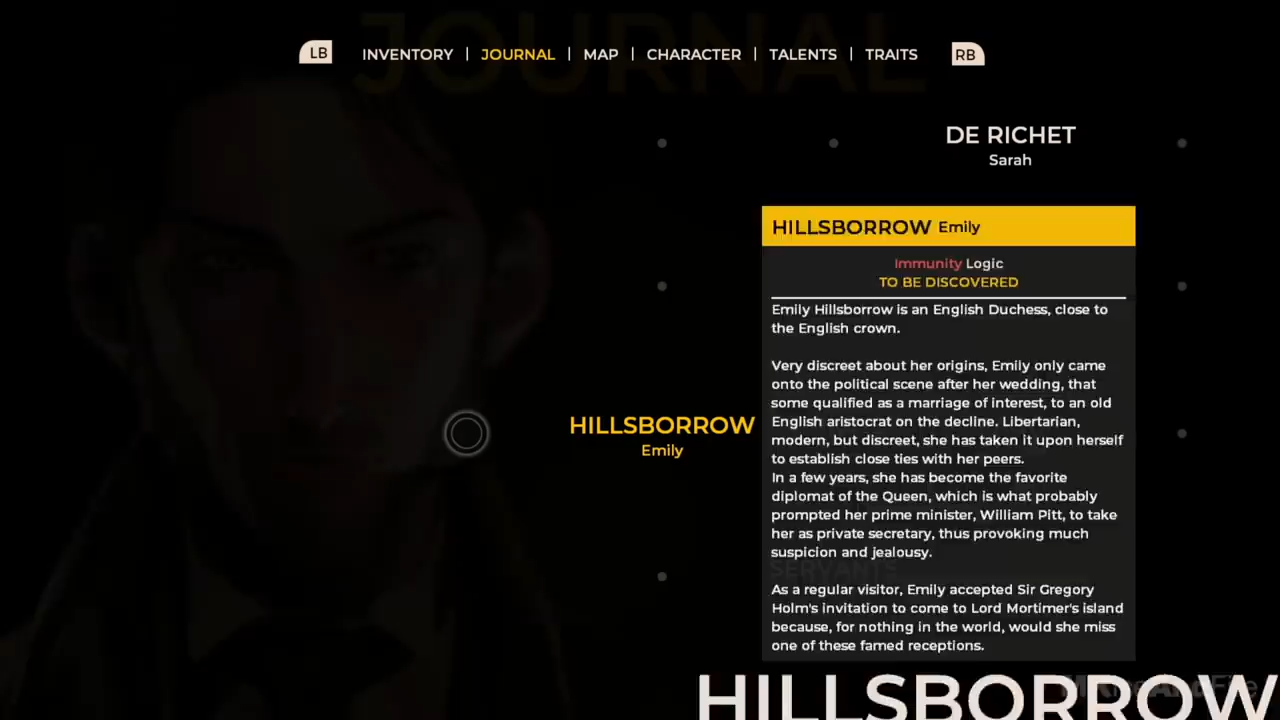 JOURNAL
LB INVENTORY | JOURNAL | MAP | CHARACTER | TALENTS | TRAITS RB
DE RICHET
Sarah
HILLSBORROW Emily
Immunity Logic
TO BE DISCOVERED
Emily Hillsborrow is an English Duchess, close to
the English crown.
Very discreet about her origins, Emily only came
onto the political scene after her wedding, that
some qualified as a marriage of interest, to an old
English aristocrat on the decline. Libertarian,
modern, but discreet, she has taken it upon herself
to establish close ties with her peers.
In a few years, she has become the favorite
diplomat of the Queen, which is what probably
prompted her prime minister, William Pitt, to take
her as private secretary, thus provoking much
suspicion and jealousy.
As a regular visitor, Emily accepted Sir Gregory
Holm's invitation to come to Lord Mortimer's island
because, for nothing in the world, would she miss
one of these famed receptions.
HILLSBORROW
Emily
SERVANTS
HILLSBORROW